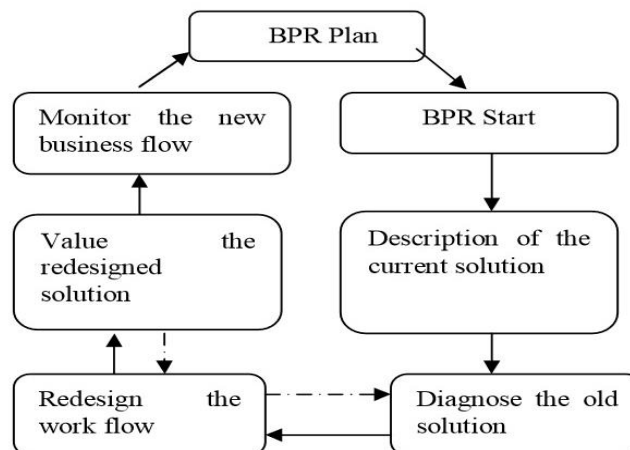 BPR Plan
BPR Start
Description of the
current solution
Diagnose the old
solution
Redesign the
work flow
Value the
redesigned
solution
Monitor the new
business flow